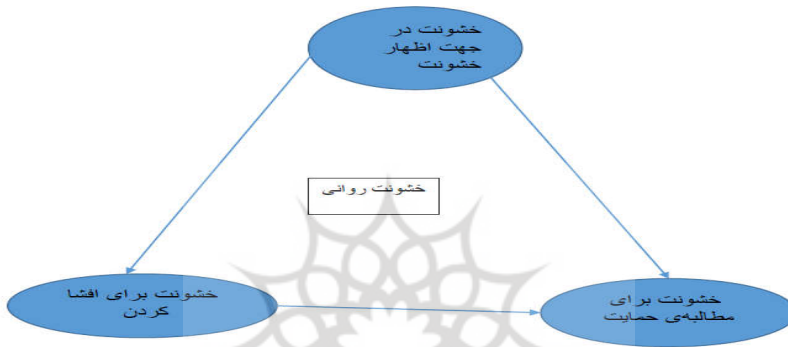 خشونت در
جهت اظهار
خشونت
خشونت روانی
خشونت برای
مطالبه‌ی حمایت
خشونت برای افشا
کردن